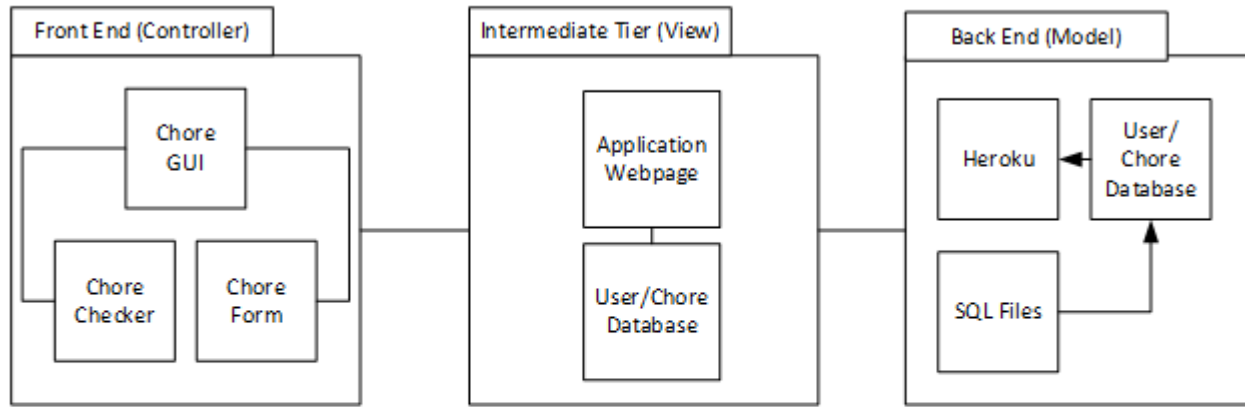 Front End (Controller)
Chore
GUI
Chore
Checker
Chore
Form
Intermediate Tier (View)
Application
Webpage
User/Chore
Database
Back End (Model)
Heroku
User/
Chore
Database
SQL Files